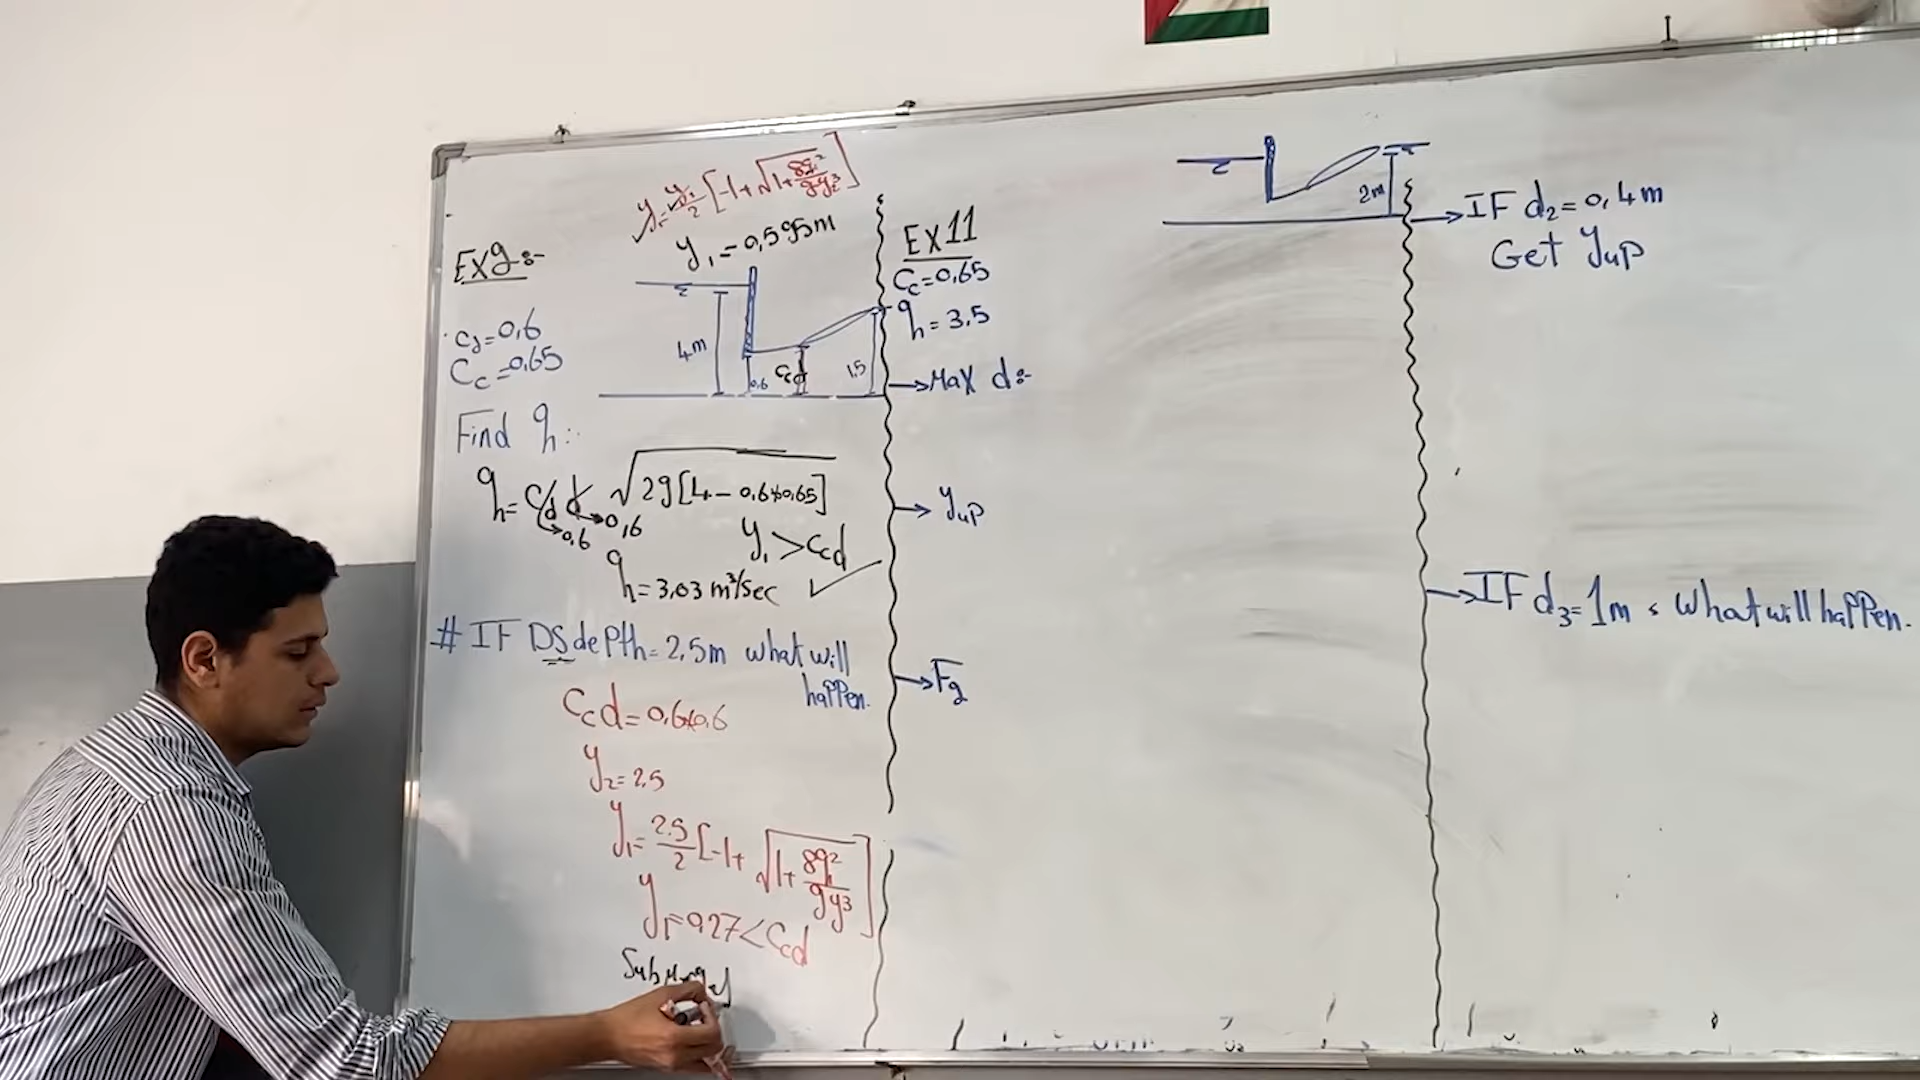 y₁ = y₂/2 [-1 + √1 + 8q²/gy₂³]
y₁ = 0,595m
EX9:-
Cd = 0,6
Cc = 0,65
4m
0,6
Ccd
1,5
Find q:
q = Cd d √2g[4 - 0,6*0,65]
0,6
0,6
y₁ > Ccd
q = 3,03 m³/sec ✓
# IF DS depth = 2,5m what will
happen.
Ccd = 0,6*0,6
y₂ = 2,5
y₁ = 2.5/2 [-1 + √1 + 8q²/gy³]
y₁ = 0,27 < Ccd
EX11
Cc = 0,65
q = 3,5
→ Max d:-
→ yup
→ Fg
2m
→ IF d₂ = 0,4m
Get yup
→ IF d₃ = 1m what will happen.